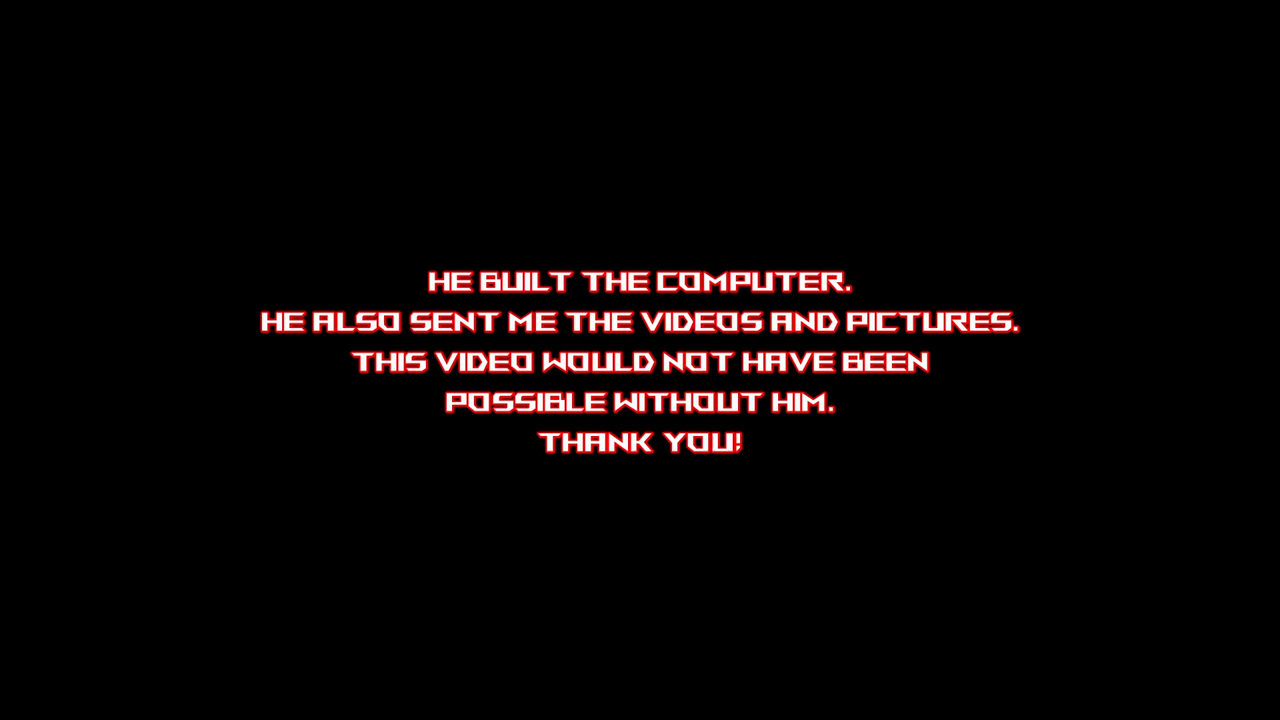 HE BUILT THE COMPUTER.
HE ALSO SENT ME THE VIDEOS AND PICTURES.
THIS VIDEO WOULD NOT HAVE BEEN
POSSIBLE WITHOUT HIM.
THANK YOU!